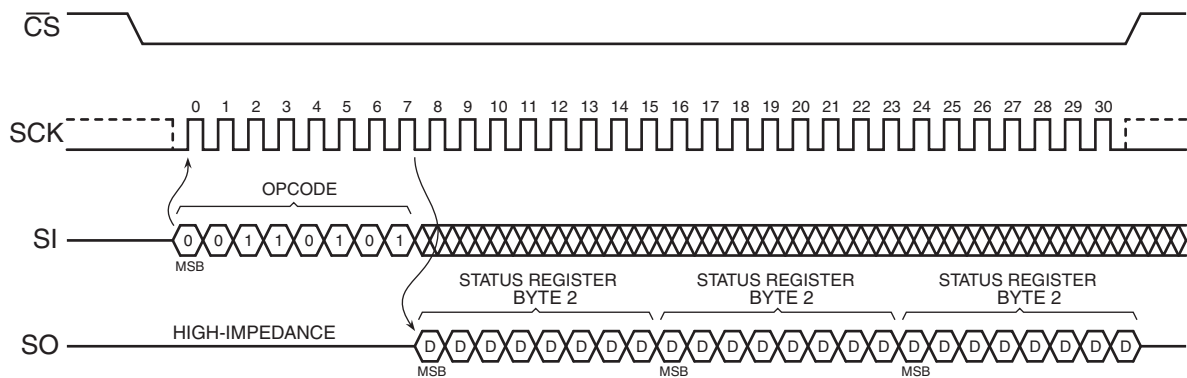 CS
SCK
0 1 2 3 4 5 6 7 8 9 10 11 12 13 14 15 16 17 18 19 20 21 22 23 24 25 26 27 28 29 30
OPCODE
SI
0 0 1 1 0 1 0 1
MSB
STATUS REGISTER
BYTE 2
STATUS REGISTER
BYTE 2
STATUS REGISTER
BYTE 2
SO
HIGH-IMPEDANCE
D D D D D D D D D D D D D D D D D D D D D D D D
MSB MSB MSB